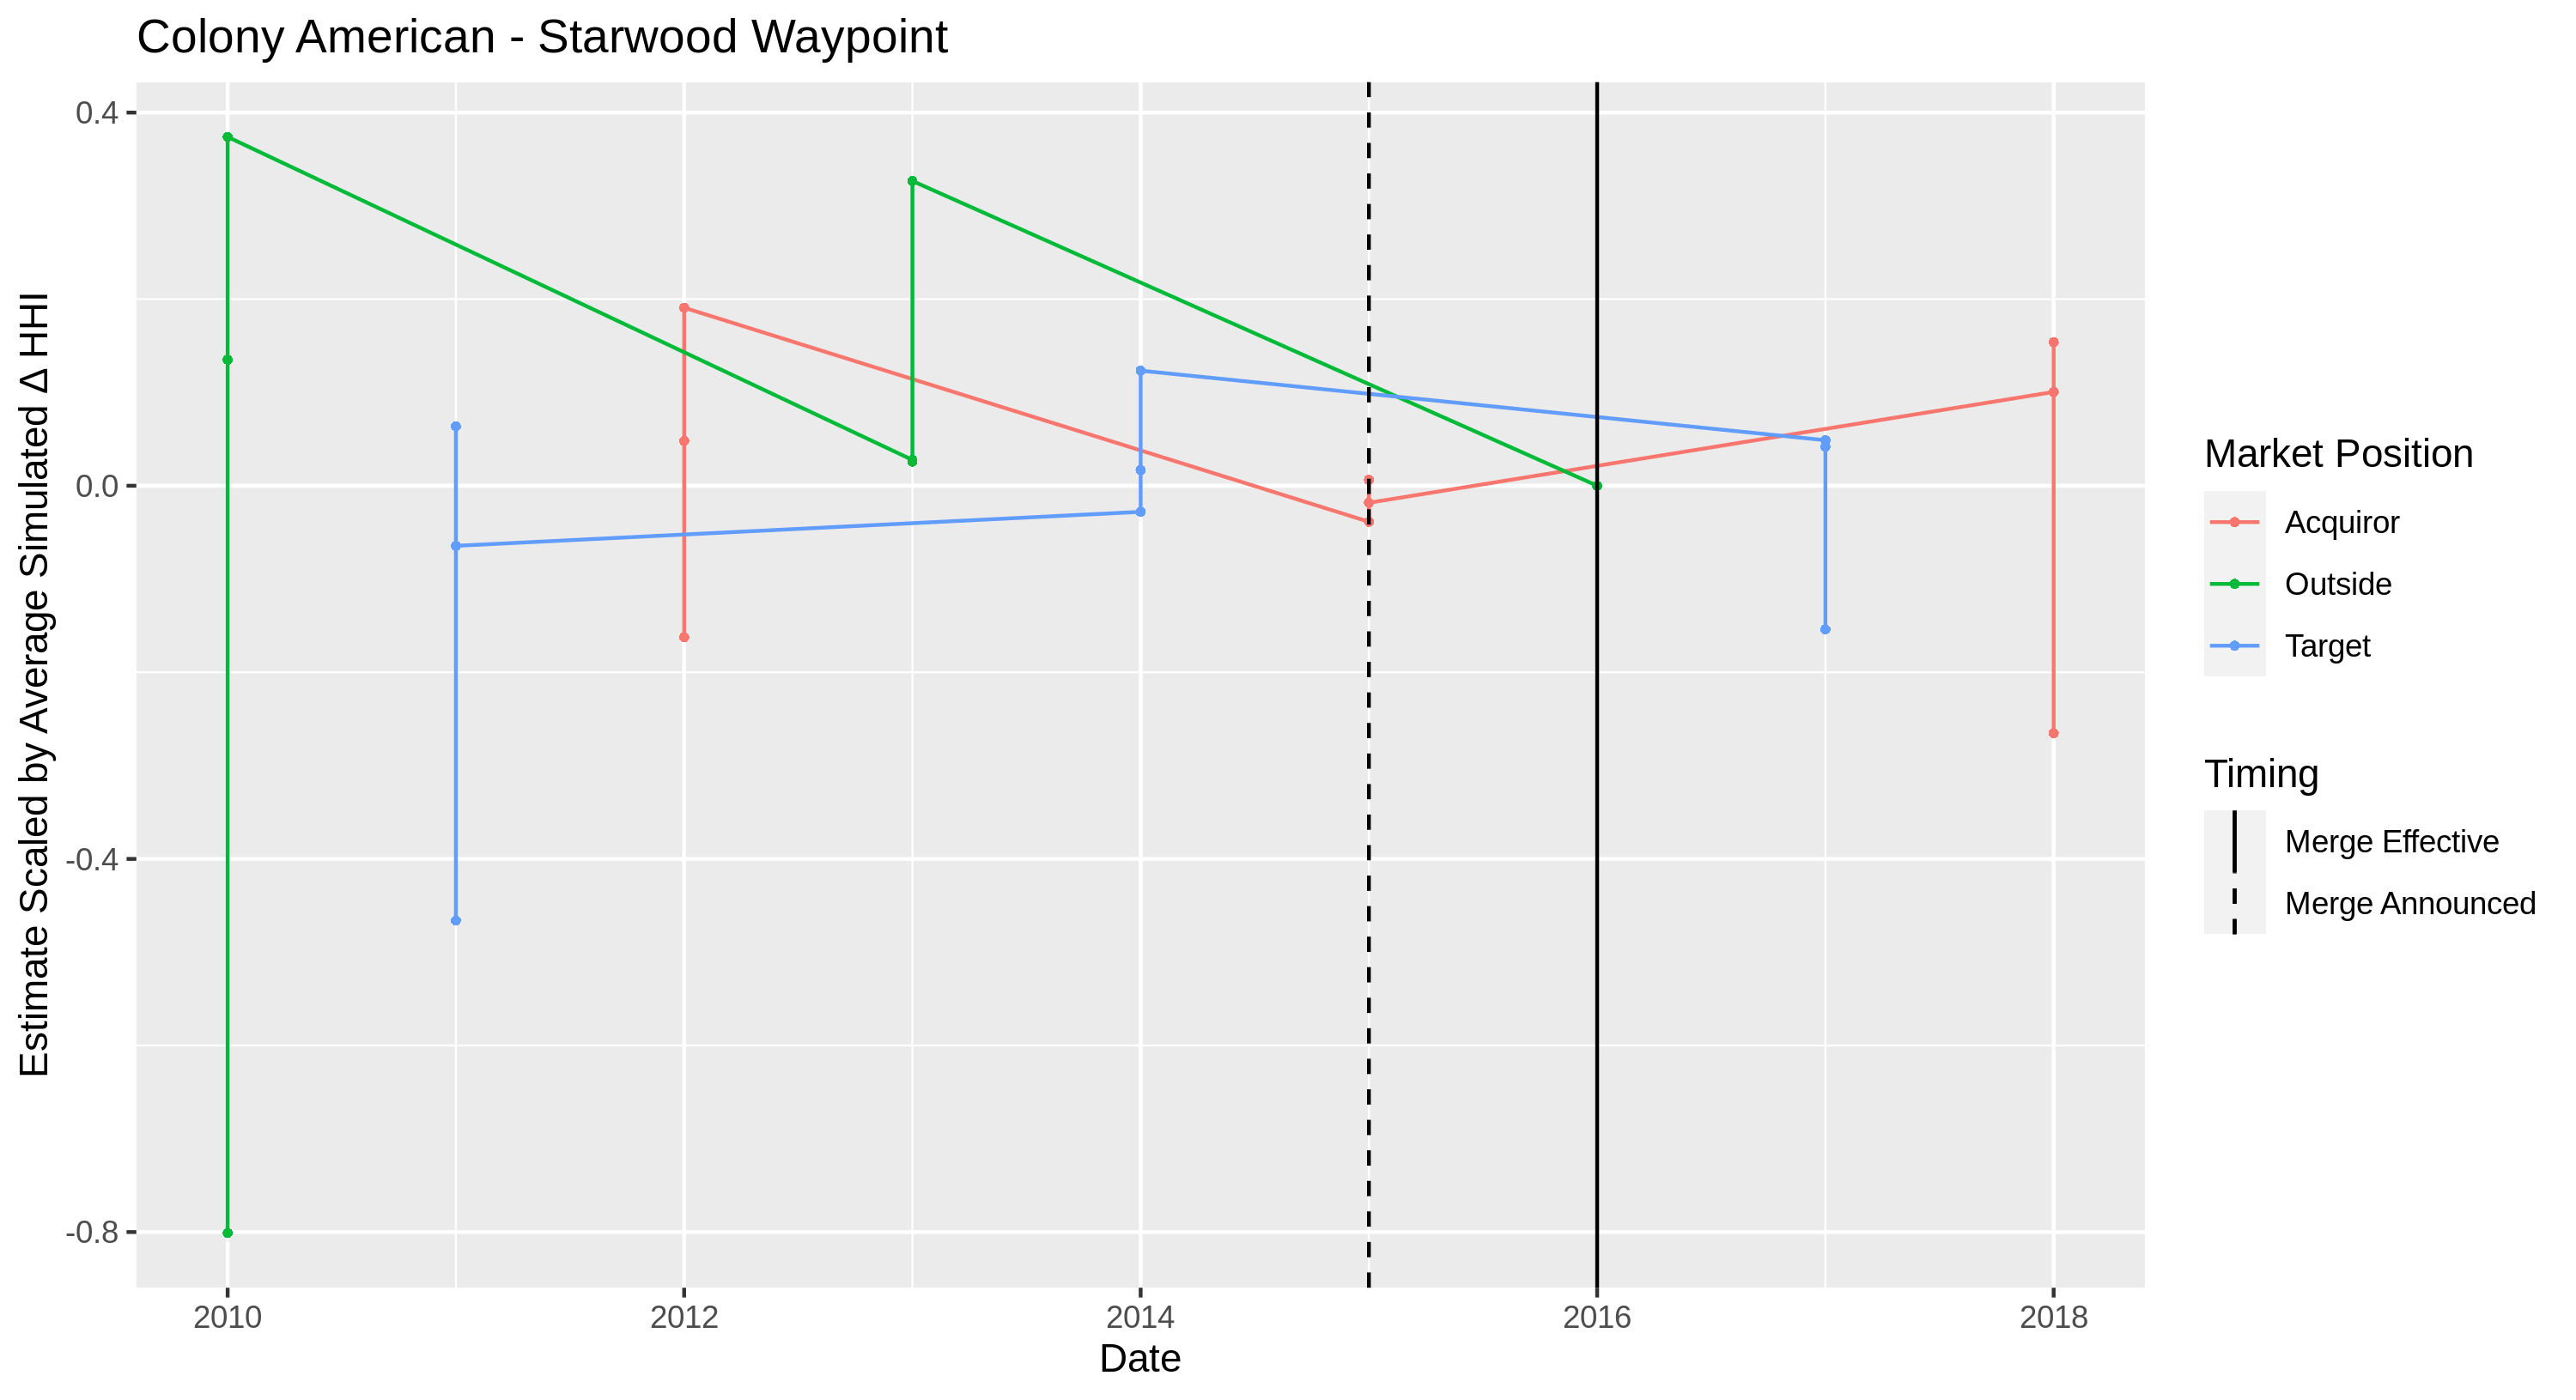 Colony American - Starwood Waypoint
Estimate Scaled by Average Simulated Δ HHI
0.4
0.0
-0.4
-0.8
2010
2012
2014
2016
2018
Date
Market Position
Acquiror
Outside
Target
Timing
Merge Effective
Merge Announced